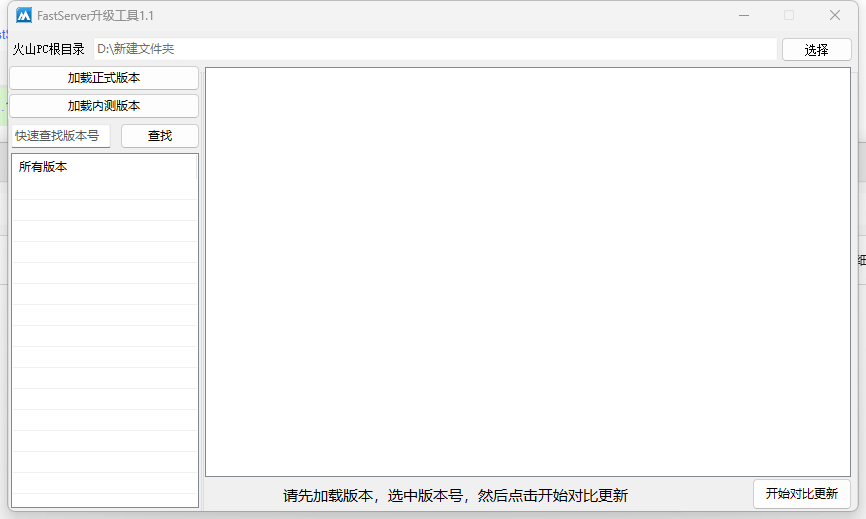 FastServer升级工具1.1
火山PC根目录
D:\新建文件夹
选择
加载正式版本
加载内测版本
快速查找版本号
查找
所有版本
细
请先加载版本，选中版本号，然后点击开始对比更新
开始对比更新